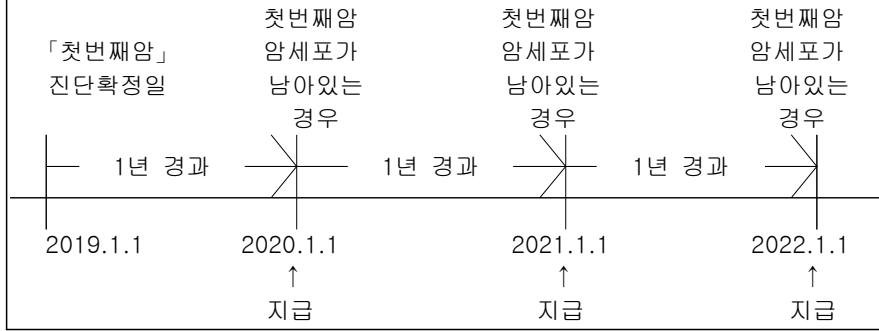 「첫번째암」
진단확정일
첫번째암
암세포가
남아있는
경우
첫번째암
암세포가
남아있는
경우
첫번째암
암세포가
남아있는
경우
1년 경과
1년 경과
1년 경과
2019.1.1
2020.1.1
2021.1.1
2022.1.1
↑
↑
↑
지급
지급
지급